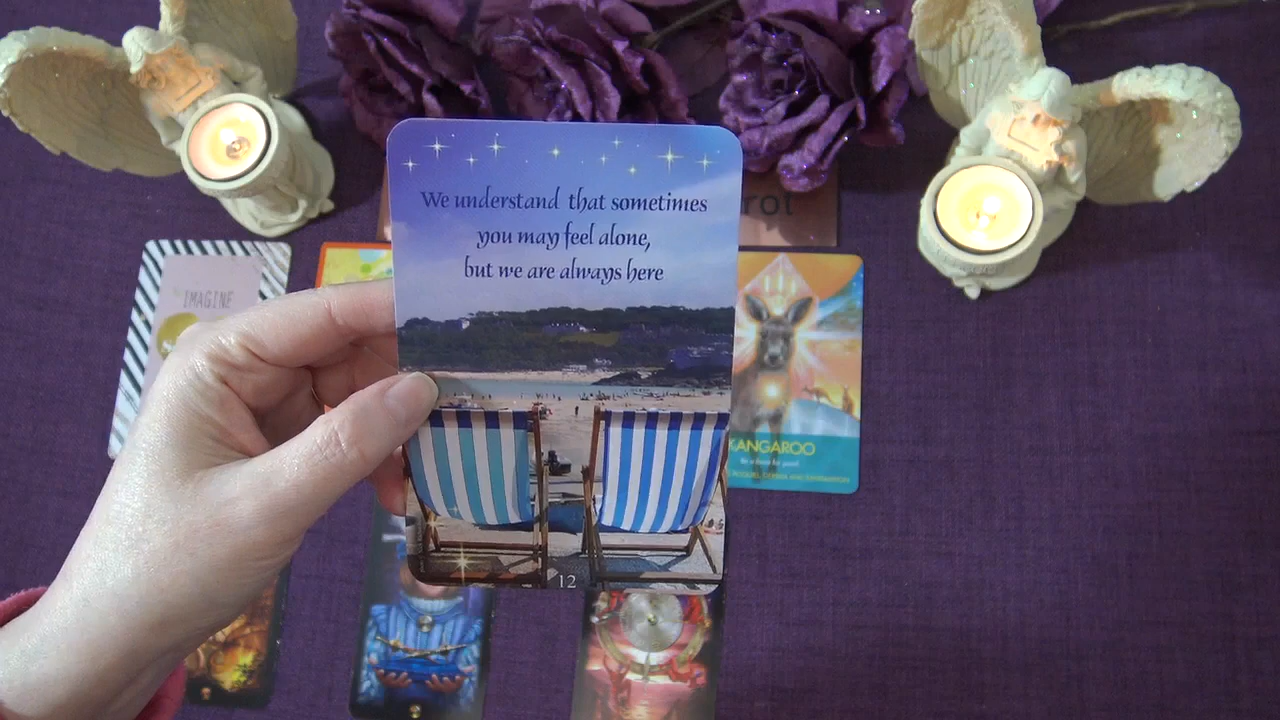 We understand that sometimes
you may feel alone,
but we are always here
12
rot
IMAGINE
KANGAROO